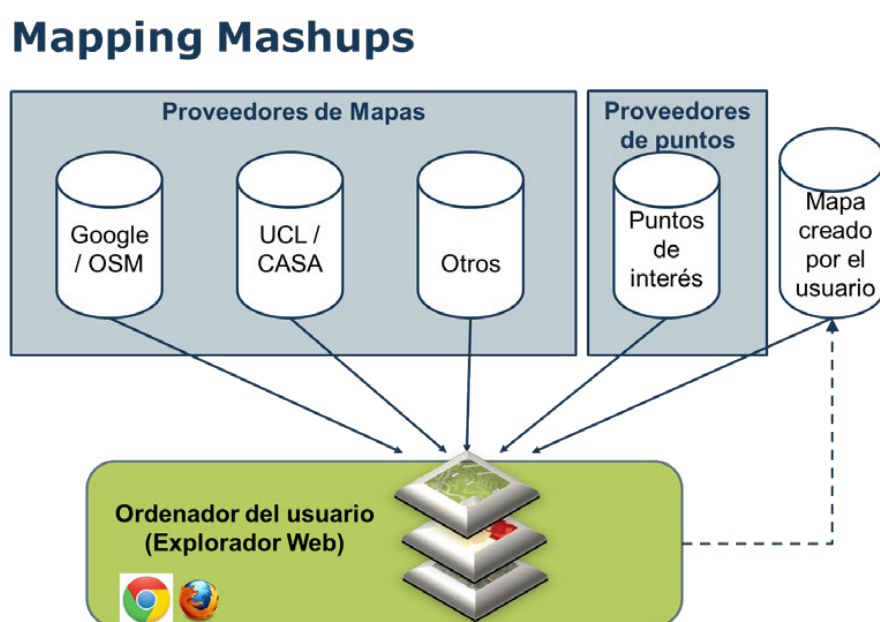 Mapping Mashups
Proveedores de Mapas
Proveedores
de puntos
Google
/ OSM
UCL /
CASA
Otros
Puntos
de
interés
Mapa
creado
por el
usuario
Ordenador del usuario
(Explorador Web)